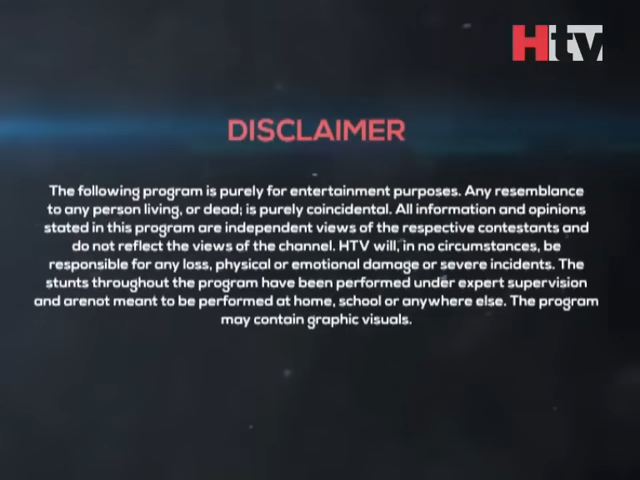 Htv
DISCLAIMER
The following program is purely for entertainment purposes. Any resemblance
to any person living, or dead; is purely coincidental. All information and opinions
stated in this program are independent views of the respective contestants and
do not reflect the views of the channel. HTV will, in no circumstances, be
responsible for any loss, physical or emotional damage or severe incidents. The
stunts throughout the program have been performed under expert supervision
and arenot meant to be performed at home, school or anywhere else. The program
may contain graphic visuals.